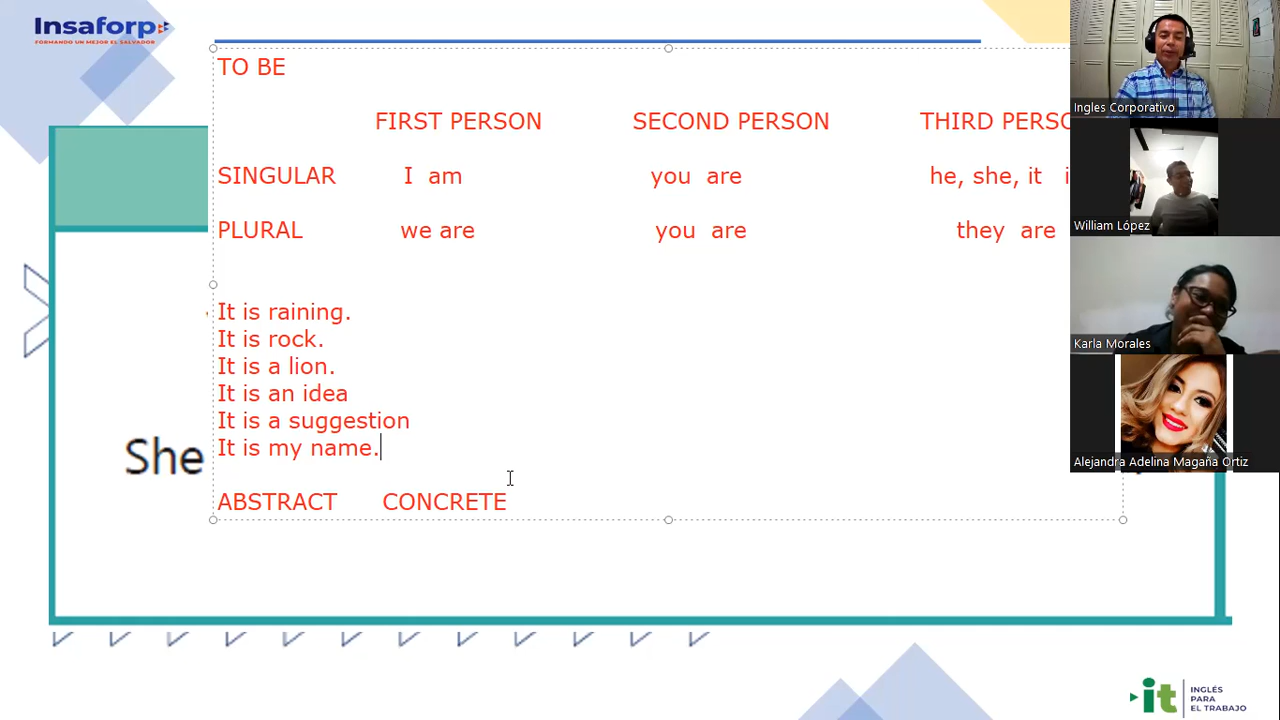 Insaforp
FORMANDO UN MEJOR EL SALVADOR
TO BE
FIRST PERSON SECOND PERSON THIRD PERSO
SINGULAR I am you are he, she, it i
PLURAL we are you are they are
It is raining.
It is rock.
It is a lion.
It is an idea
It is a suggestion
It is my name.
She
ABSTRACT CONCRETE
Ingles Corporativo
William López
Karla Morales
Alejandra Adelina Magaña Ortiz
it INGLÉS
PARA
EL TRABAJO